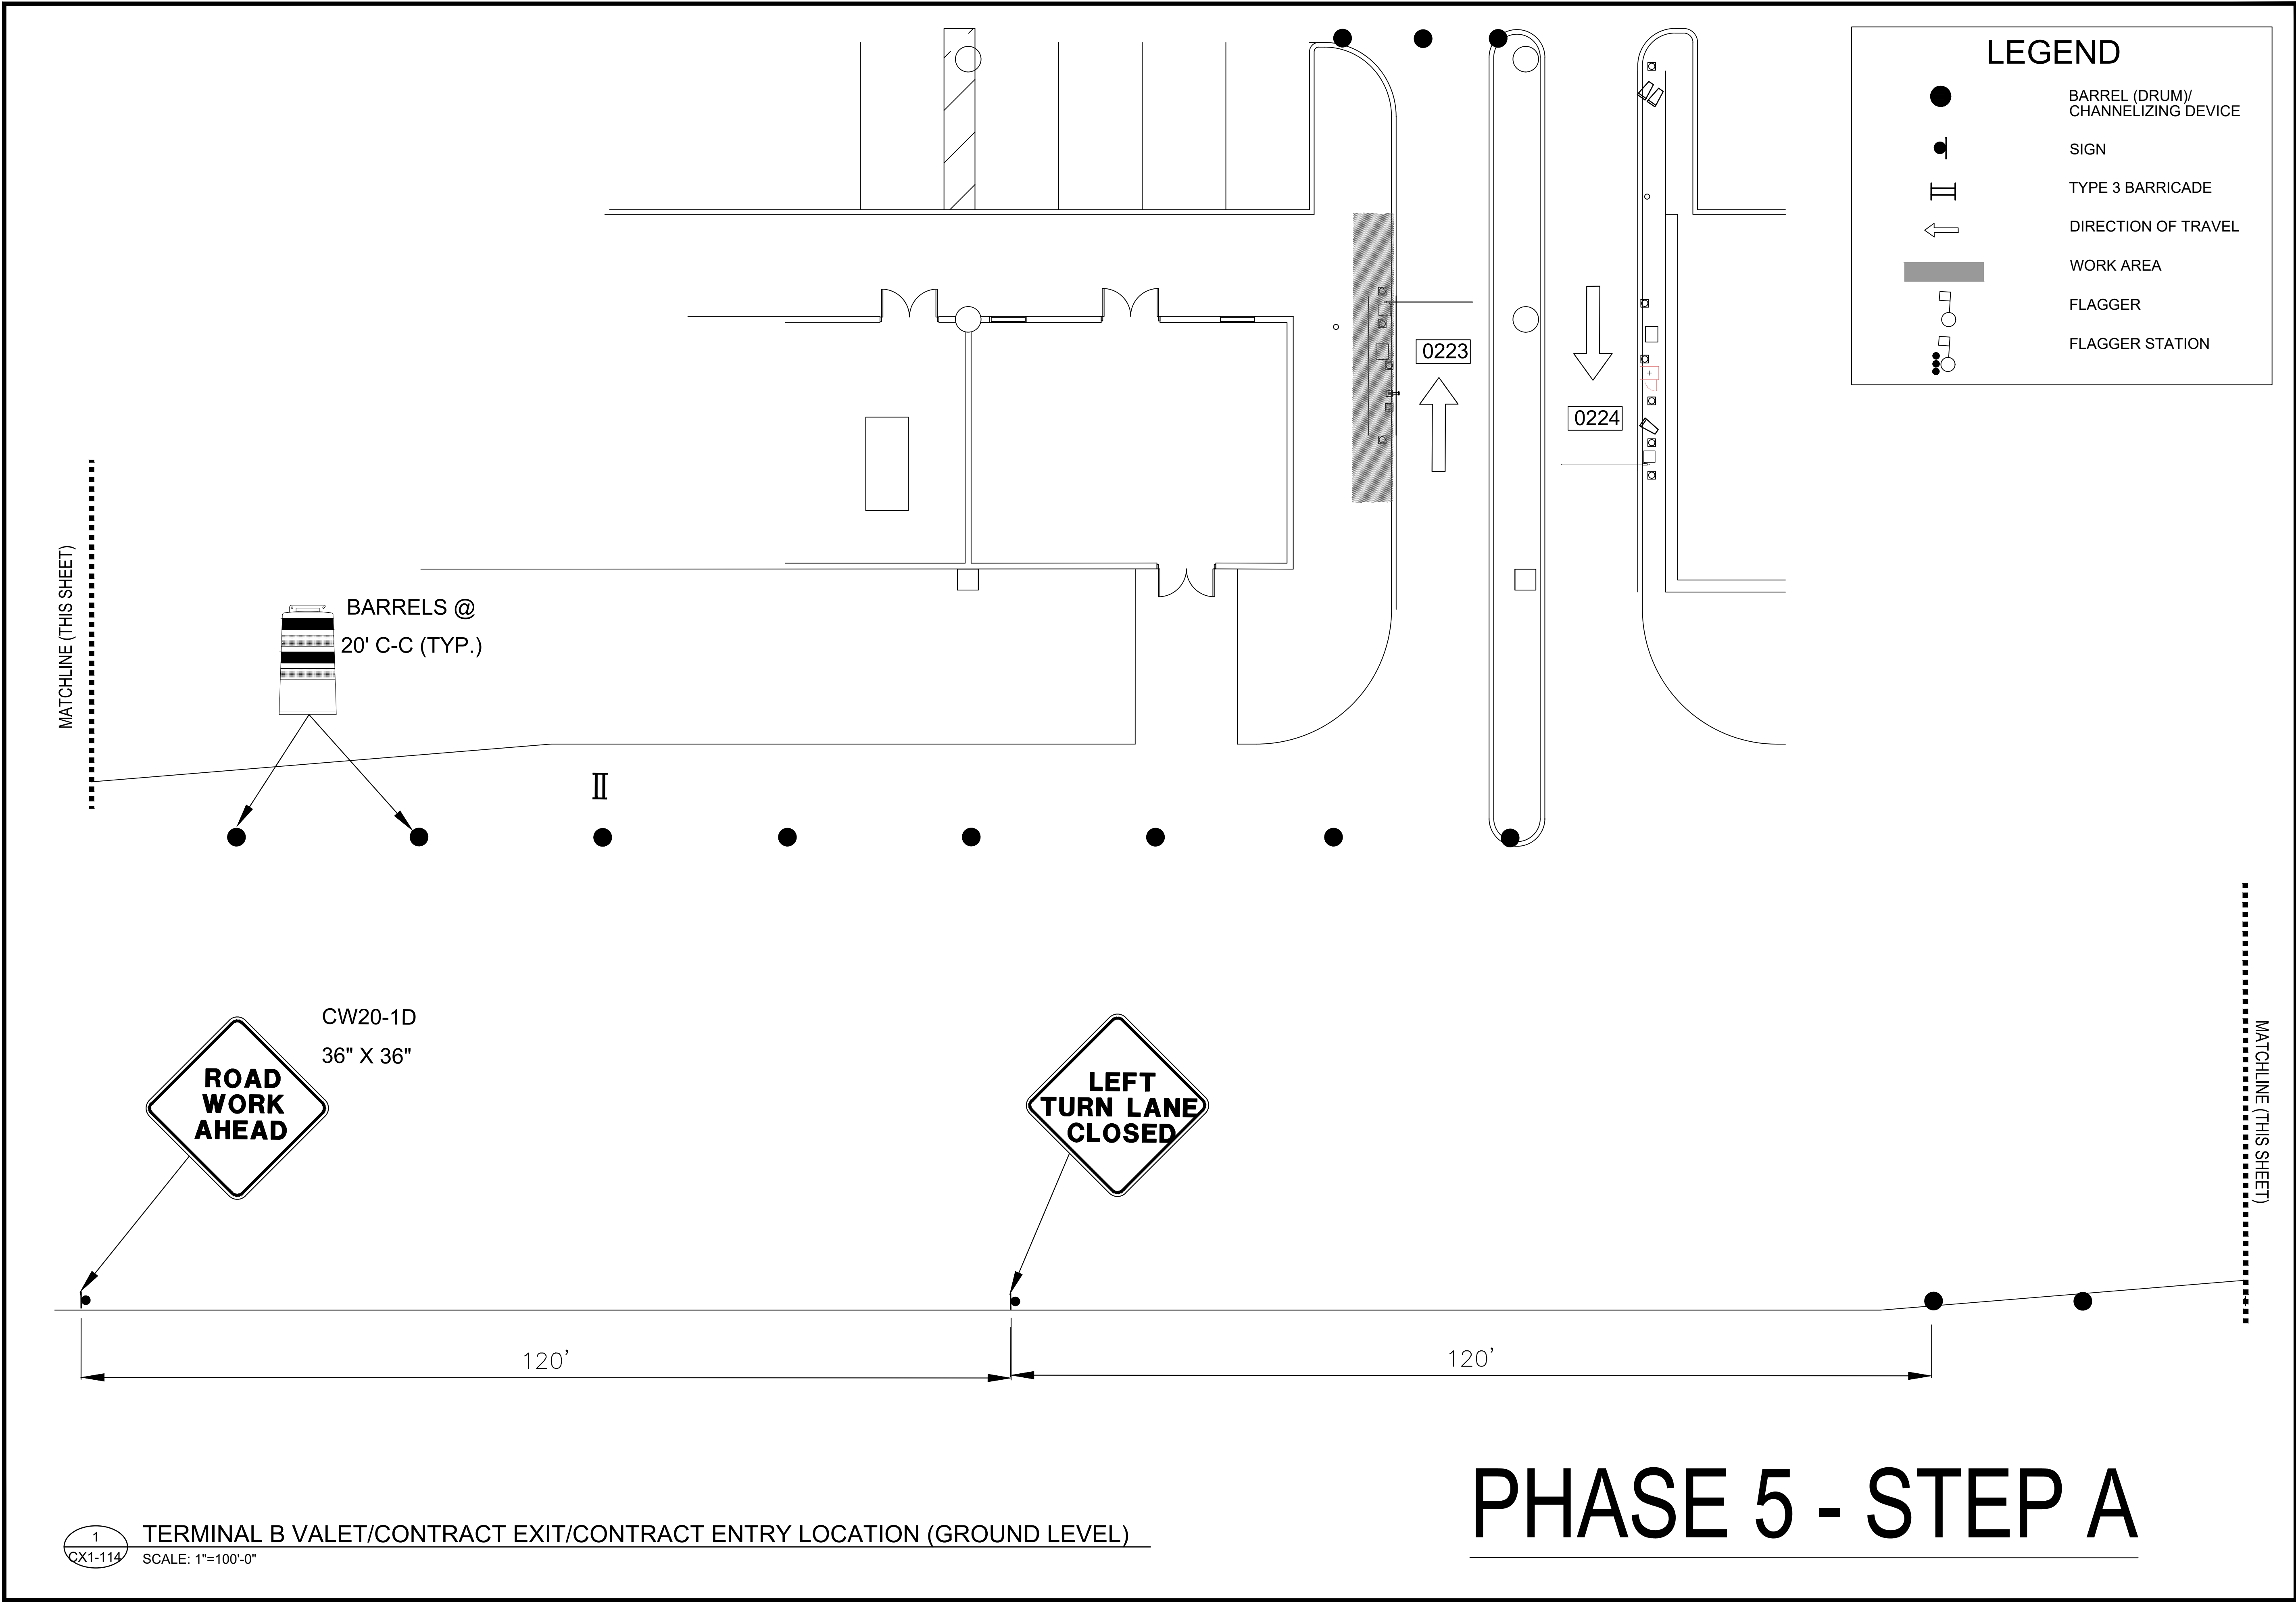 LEGEND
BARREL (DRUM)/
CHANNELIZING DEVICE
SIGN
TYPE 3 BARRICADE
DIRECTION OF TRAVEL
WORK AREA
FLAGGER
FLAGGER STATION
0223
0224
MATCHLINE (THIS SHEET)
BARRELS @
20' C-C (TYP.)
CW20-1D
36" X 36"
ROAD
WORK
AHEAD
LEFT
TURN LANE
CLOSED
MATCHLINE (THIS SHEET)
120'
120'
PHASE 5 - STEP A
1
CX1-114
TERMINAL B VALET/CONTRACT EXIT/CONTRACT ENTRY LOCATION (GROUND LEVEL)
SCALE: 1"=100'-0"